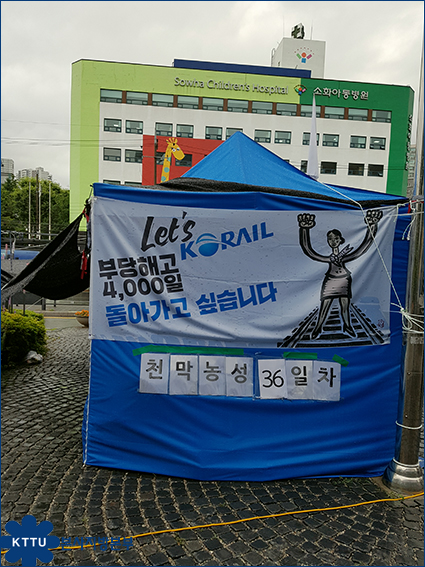 Sowha Children's Hospital
소화아동병원
Let's
KORAIL
부당해고
4,000일
돌아가고 싶습니다
천막농성 36일차
KTTU